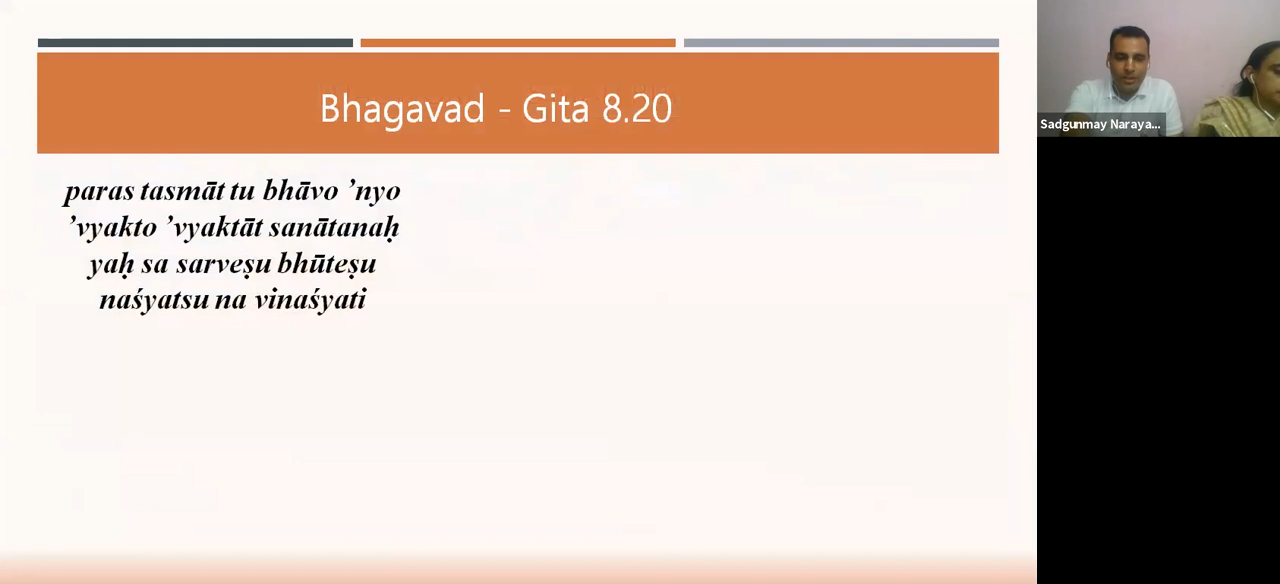 Bhagavad - Gita 8.20
paras tasmāt tu bhāvo ’nyo
’vyakto ’vyaktāt sanātanaḥ
yaḥ sa sarveṣu bhūteṣu
naśyatsu na vinaśyati
Sadgunmay Naraya...